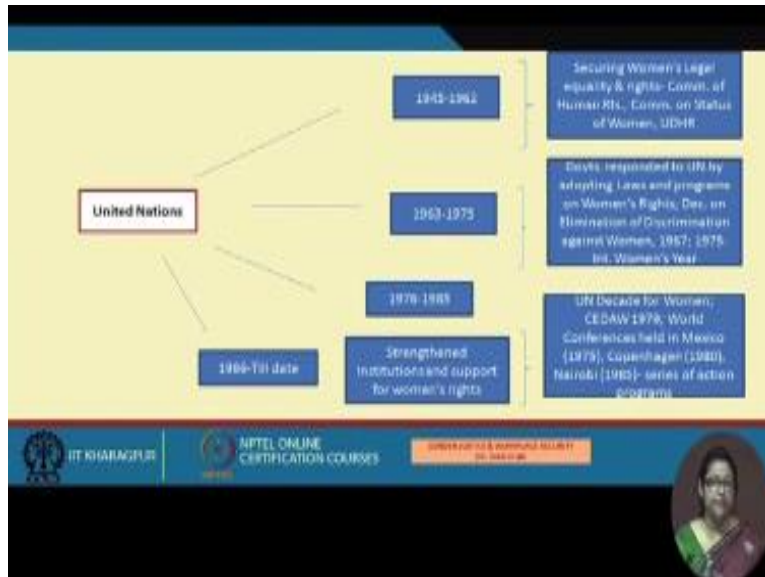 United Nations
1945-1962
Securing Women's Legal
equality & rights- Comm. of
Human Rts., Comm. on Status
of Women, UDHR
1963-1975
Govts. responded to UN by
adopting Laws and programs
on Women's Rights, Dec. on
Elimination of Discrimination
against Women, 1967; 1975
Int. Women's Year
1976-1985
UN Decade for Women,
CEDAW 1979, World
Conferences held in Mexico
(1975), Copenhagen (1980),
Nairobi (1985)- series of action
programs
1986-Till date
Strengthened
institutions and support
for women's rights
IIT KHARAGPUR
NPTEL ONLINE
CERTIFICATION COURSES